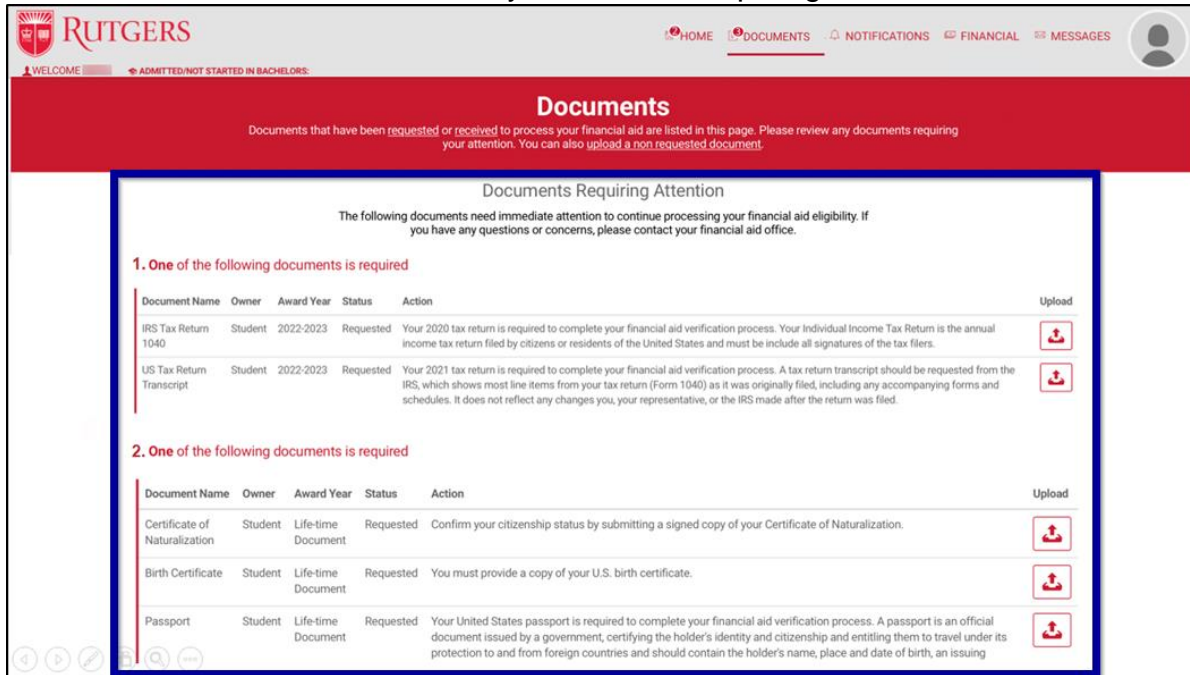 RUTGERS
2 HOME 3 DOCUMENTS NOTIFICATIONS FINANCIAL MESSAGES
WELCOME ADMITTED/NOT STARTED IN BACHELORS:
Documents
Documents that have been requested or received to process your financial aid are listed in this page. Please review any documents requiring
your attention. You can also upload a non requested document.
Documents Requiring Attention
The following documents need immediate attention to continue processing your financial aid eligibility. If
you have any questions or concerns, please contact your financial aid office.
1. One of the following documents is required
Document Name Owner Award Year Status Action Upload
IRS Tax Return Student 2022-2023 Requested Your 2020 tax return is required to complete your financial aid verification process. Your Individual Income Tax Return is the annual
1040 income tax return filed by citizens or residents of the United States and must be include all signatures of the tax filers.
US Tax Return Student 2022-2023 Requested Your 2021 tax return is required to complete your financial aid verification process. A tax return transcript should be requested from the
Transcript IRS, which shows most line items from your tax return (Form 1040) as it was originally filed, including any accompanying forms and
schedules. It does not reflect any changes you, your representative, or the IRS made after the return was filed.
2. One of the following documents is required
Document Name Owner Award Year Status Action Upload
Certificate of Student Life-time Requested Confirm your citizenship status by submitting a signed copy of your Certificate of Naturalization.
Naturalization Document
Birth Certificate Student Life-time Requested You must provide a copy of your U.S. birth certificate.
Document
Passport Student Life-time Requested Your United States passport is required to complete your financial aid verification process. A passport is an official
Document document issued by a government, certifying the holder's identity and citizenship and entitling them to travel under its
protection to and from foreign countries and should contain the holder's name, place and date of birth, an issuing